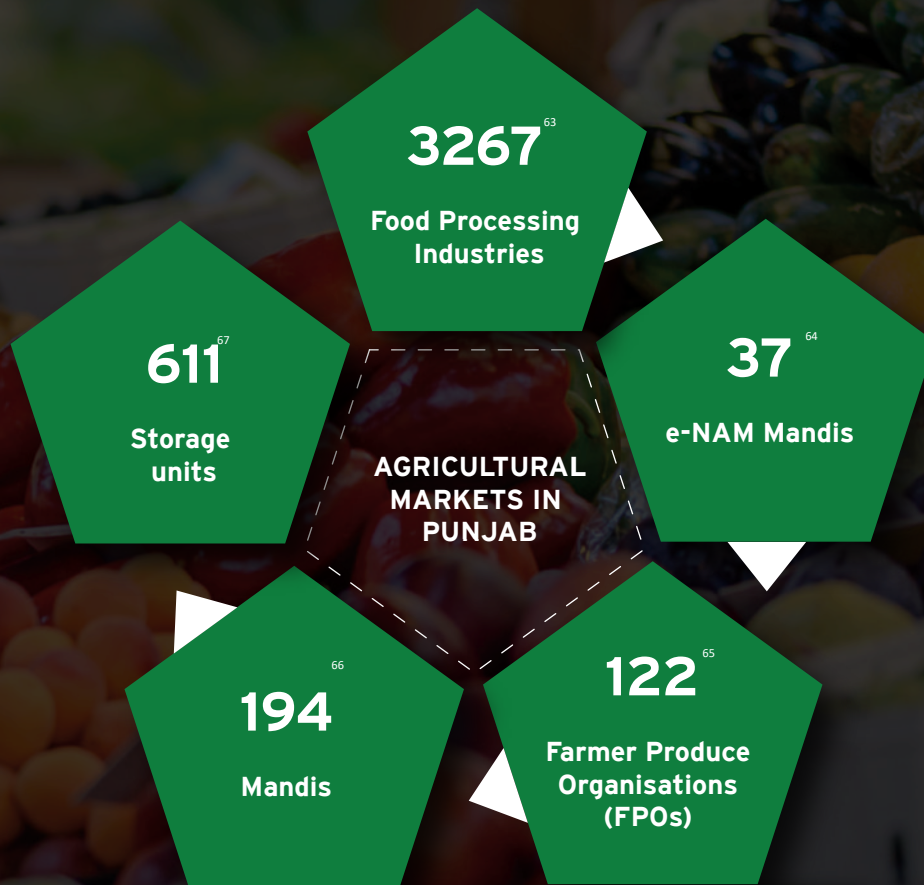 3267 63
Food Processing
Industries
37 64
e-NAM Mandis
122 65
Farmer Produce
Organisations
(FPOs)
194 66
Mandis
611 67
Storage
units
AGRICULTURAL
MARKETS IN
PUNJAB